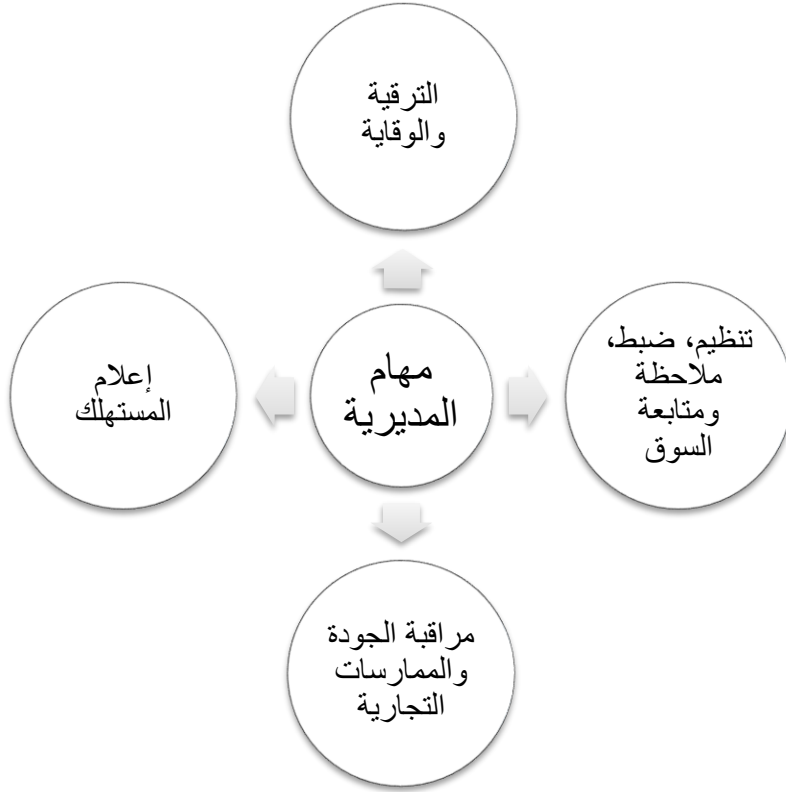 الترقية
والوقاية
تنظيم، ضبط،
ملاحظة
ومتابعة
السوق
مهام
المديرية
إعلام
المستهلك
مراقبة الجودة
والممارسات
التجارية